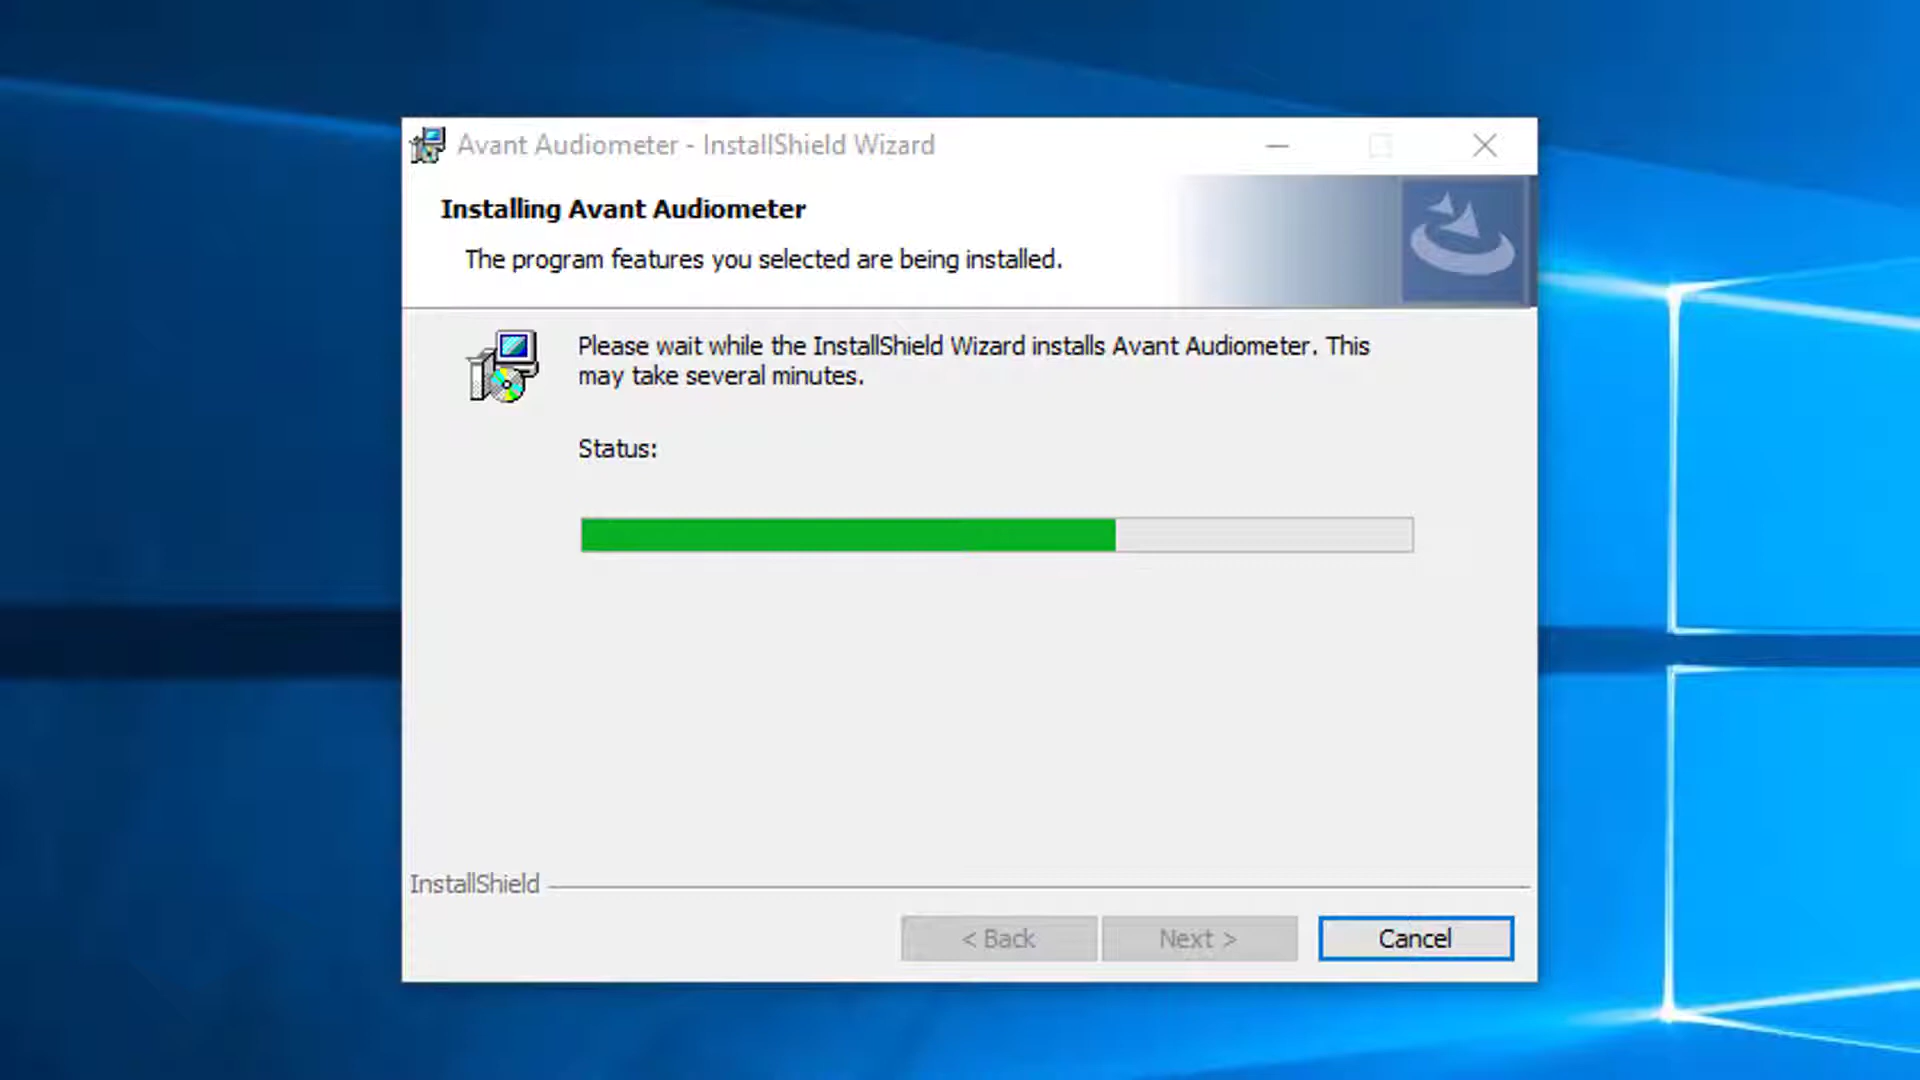 Avant Audiometer - InstallShield Wizard
Installing Avant Audiometer
The program features you selected are being installed.
Please wait while the InstallShield Wizard installs Avant Audiometer. This
may take several minutes.
Status:
InstallShield
< Back
Next >
Cancel